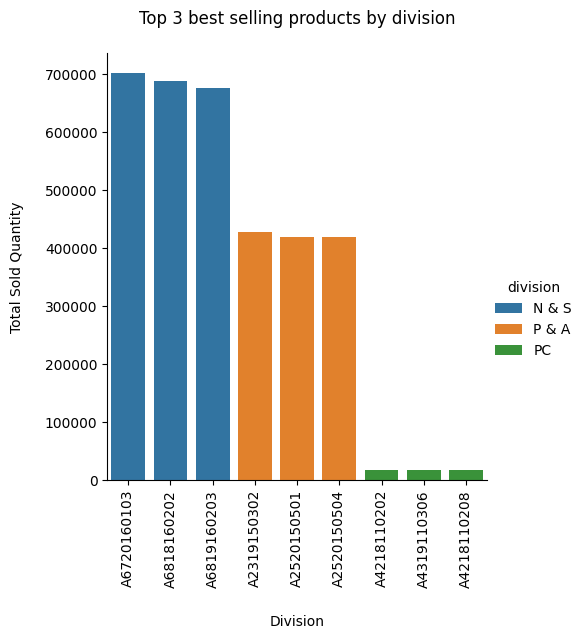 Top 3 best selling products by division
Total Sold Quantity
700000
600000
500000
400000
300000
200000
100000
0
A6720160103
A6818160202
A6819160203
A2319150302
A2520150501
A2520150504
A4218110202
A4319110306
A4218110208
Division
division
N & S
P & A
PC